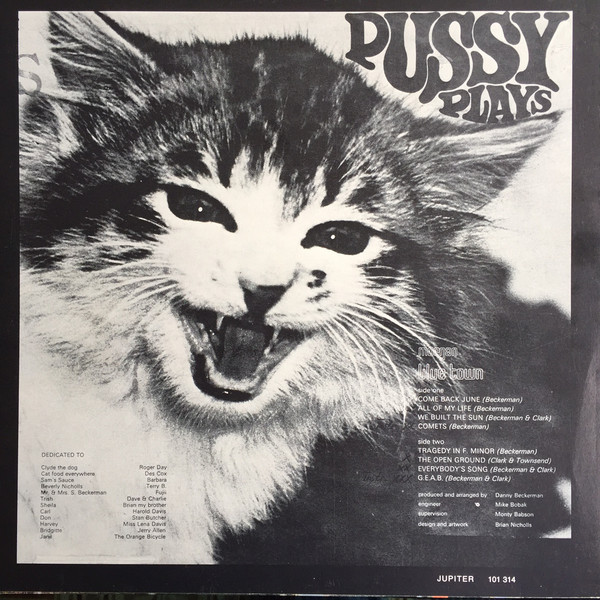 PUSSY
PLAYS
S
blue town
side one
COME BACK JUNE (Beckerman)
ALL OF MY LIFE (Beckerman)
WE BUILT THE SUN (Beckerman & Clark)
COMETS (Beckerman)
side two
TRAGEDY IN F. MINOR (Beckerman)
THE OPEN GROUND (Clark & Townsend)
EVERYBODY'S SONG (Beckerman & Clark)
G.E.A.B. (Beckerman & Clark)
produced and arranged by Danny Beckerman
engineer Mike Bobak
supervision Monty Babson
design and artwork Brian Nicholls
DEDICATED TO
Clyde the dog Roger Day
Cat food everywhere Des Cox
Sam's Sauce Barbara
Beverly Nicholls Terry B.
Mr. & Mrs. S. Beckerman Fuji
Trish Dave & Charlie
Sheila Brian my brother
Carl Harold Davis
Don Stan Butcher
Harvey Miss Lena Davis
Bridgitm Jerry Allen
Jane The Orange Bicycle
JUPITER 101 314